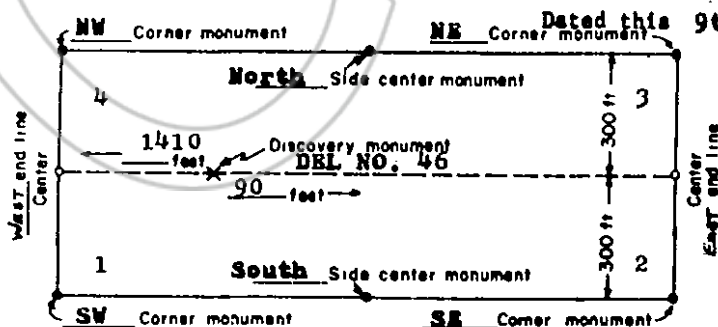 NW Corner monument NE Corner monument Dated this 9
North Side center monument
4 3
300 ft
1410 feet Discovery monument
DEL NO. 46
WEST end line Center
Center EAST end line
90 feet
300 ft
1 2
South Side center monument
SW Corner monument SE Corner monument